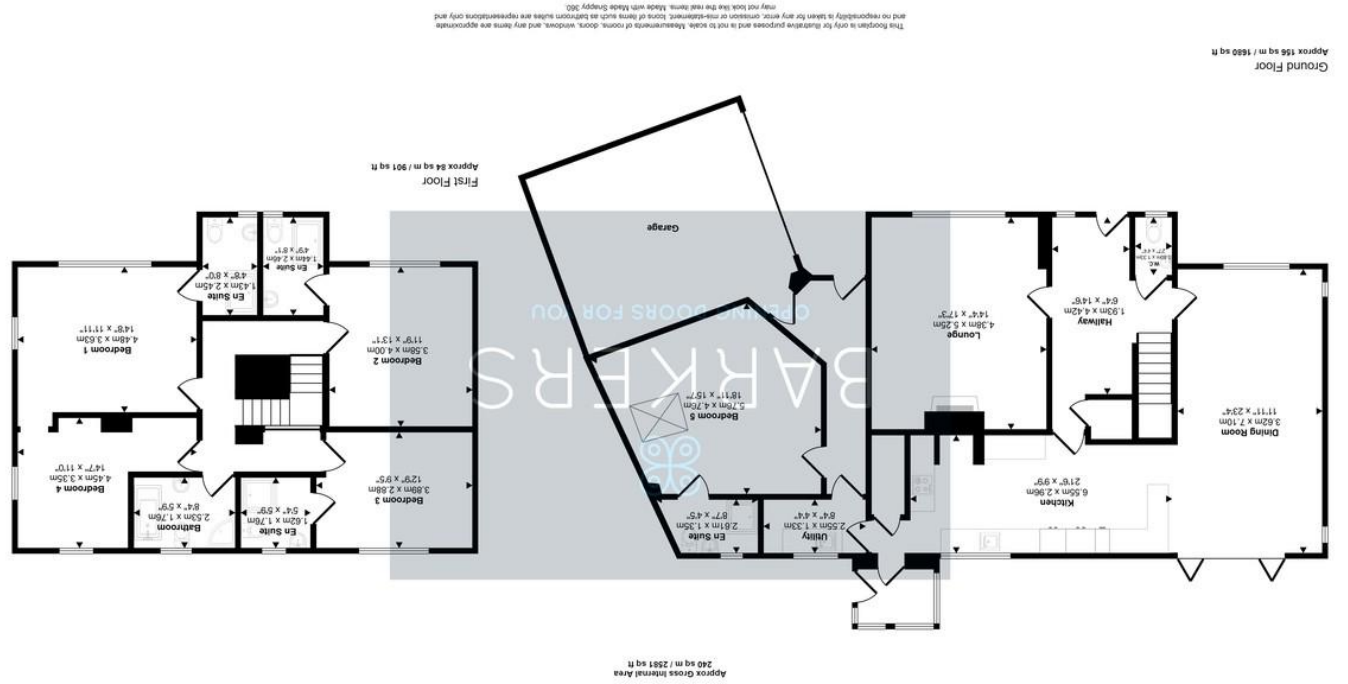 Approx Gross Internal Area
240 sq m / 2581 sq ft
Kitchen
6.55m x 2.96m
21'6" x 9'9"
Dining Room
3.62m x 7.10m
11'11" x 23'4"
Utility
2.55m x 1.33m
8'4" x 4'4"
En Suite
2.61m x 1.35m
8'7" x 4'5"
Bedroom 5
5.76m x 4.76m
18'11" x 15'7"
Lounge
4.38m x 5.25m
14'4" x 17'3"
Hallway
1.93m x 4.42m
6'4" x 14'6"
W.C.
Garage
Ground Floor
Approx 156 sq m / 1680 sq ft
Bedroom 3
3.89m x 2.88m
12'9" x 9'5"
En Suite
1.62m x 1.76m
5'4" x 5'9"
Bathroom
2.53m x 1.76m
8'4" x 5'9"
Bedroom 4
4.45m x 3.35m
14'7" x 11'0"
Bedroom 2
3.58m x 4.00m
11'9" x 13'1"
Bedroom 1
4.48m x 3.63m
14'8" x 11'11"
En Suite
1.44m x 2.46m
4'9" x 8'1"
En Suite
1.43m x 2.45m
4'8" x 8'0"
First Floor
Approx 84 sq m / 901 sq ft
BARKERS
OPENING DOORS FOR YOU
This floorplan is only for illustrative purposes and is not to scale. Measurements of rooms, doors, windows, and any items are approximate
and no responsibility is taken for any error, omission or mis-statement. Icons of items such as bathroom suites are representations only and
may not look like the real items. Made with Made Snappy 360.